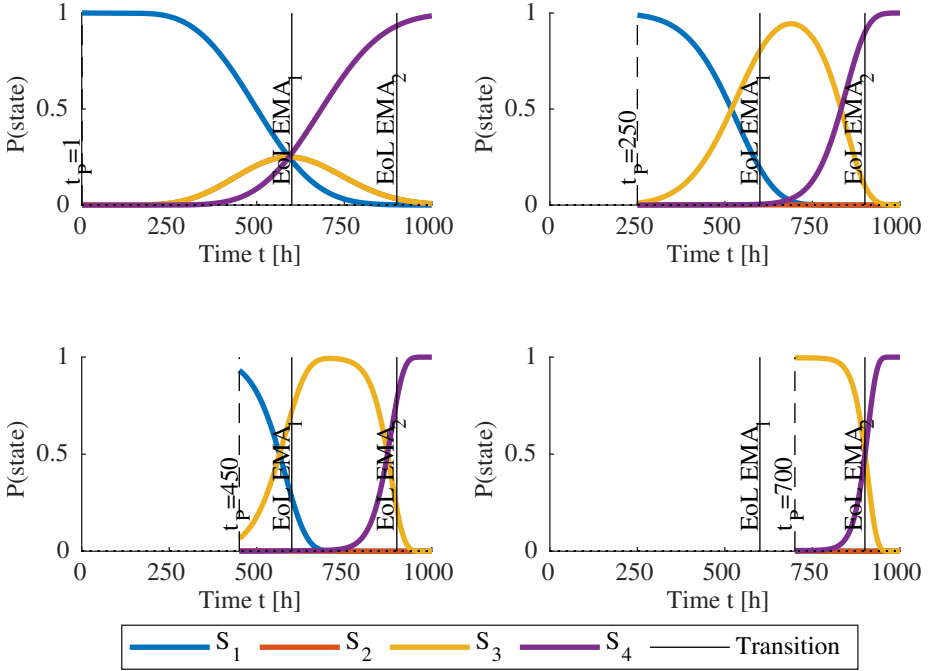 P(state)
1
0.5
0
t_P=1
EoL EMA_1
EoL EMA_2
0 250 500 750 1000
Time t [h]
P(state)
1
0.5
0
t_P=250
EoL EMA_1
EoL EMA_2
0 250 500 750 1000
Time t [h]
P(state)
1
0.5
0
t_P=450
EoL EMA_1
EoL EMA_2
0 250 500 750 1000
Time t [h]
P(state)
1
0.5
0
EoL EMA_1
t_P=700
EoL EMA_2
0 250 500 750 1000
Time t [h]
S_1 S_2 S_3 S_4 Transition